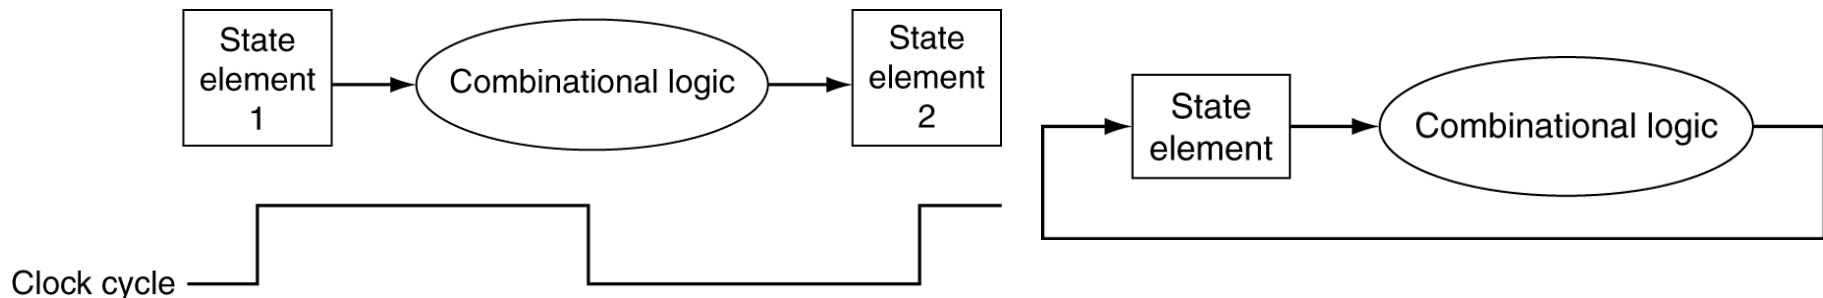 State
element
1
Combinational logic
State
element
2
Clock cycle
State
element
Combinational logic